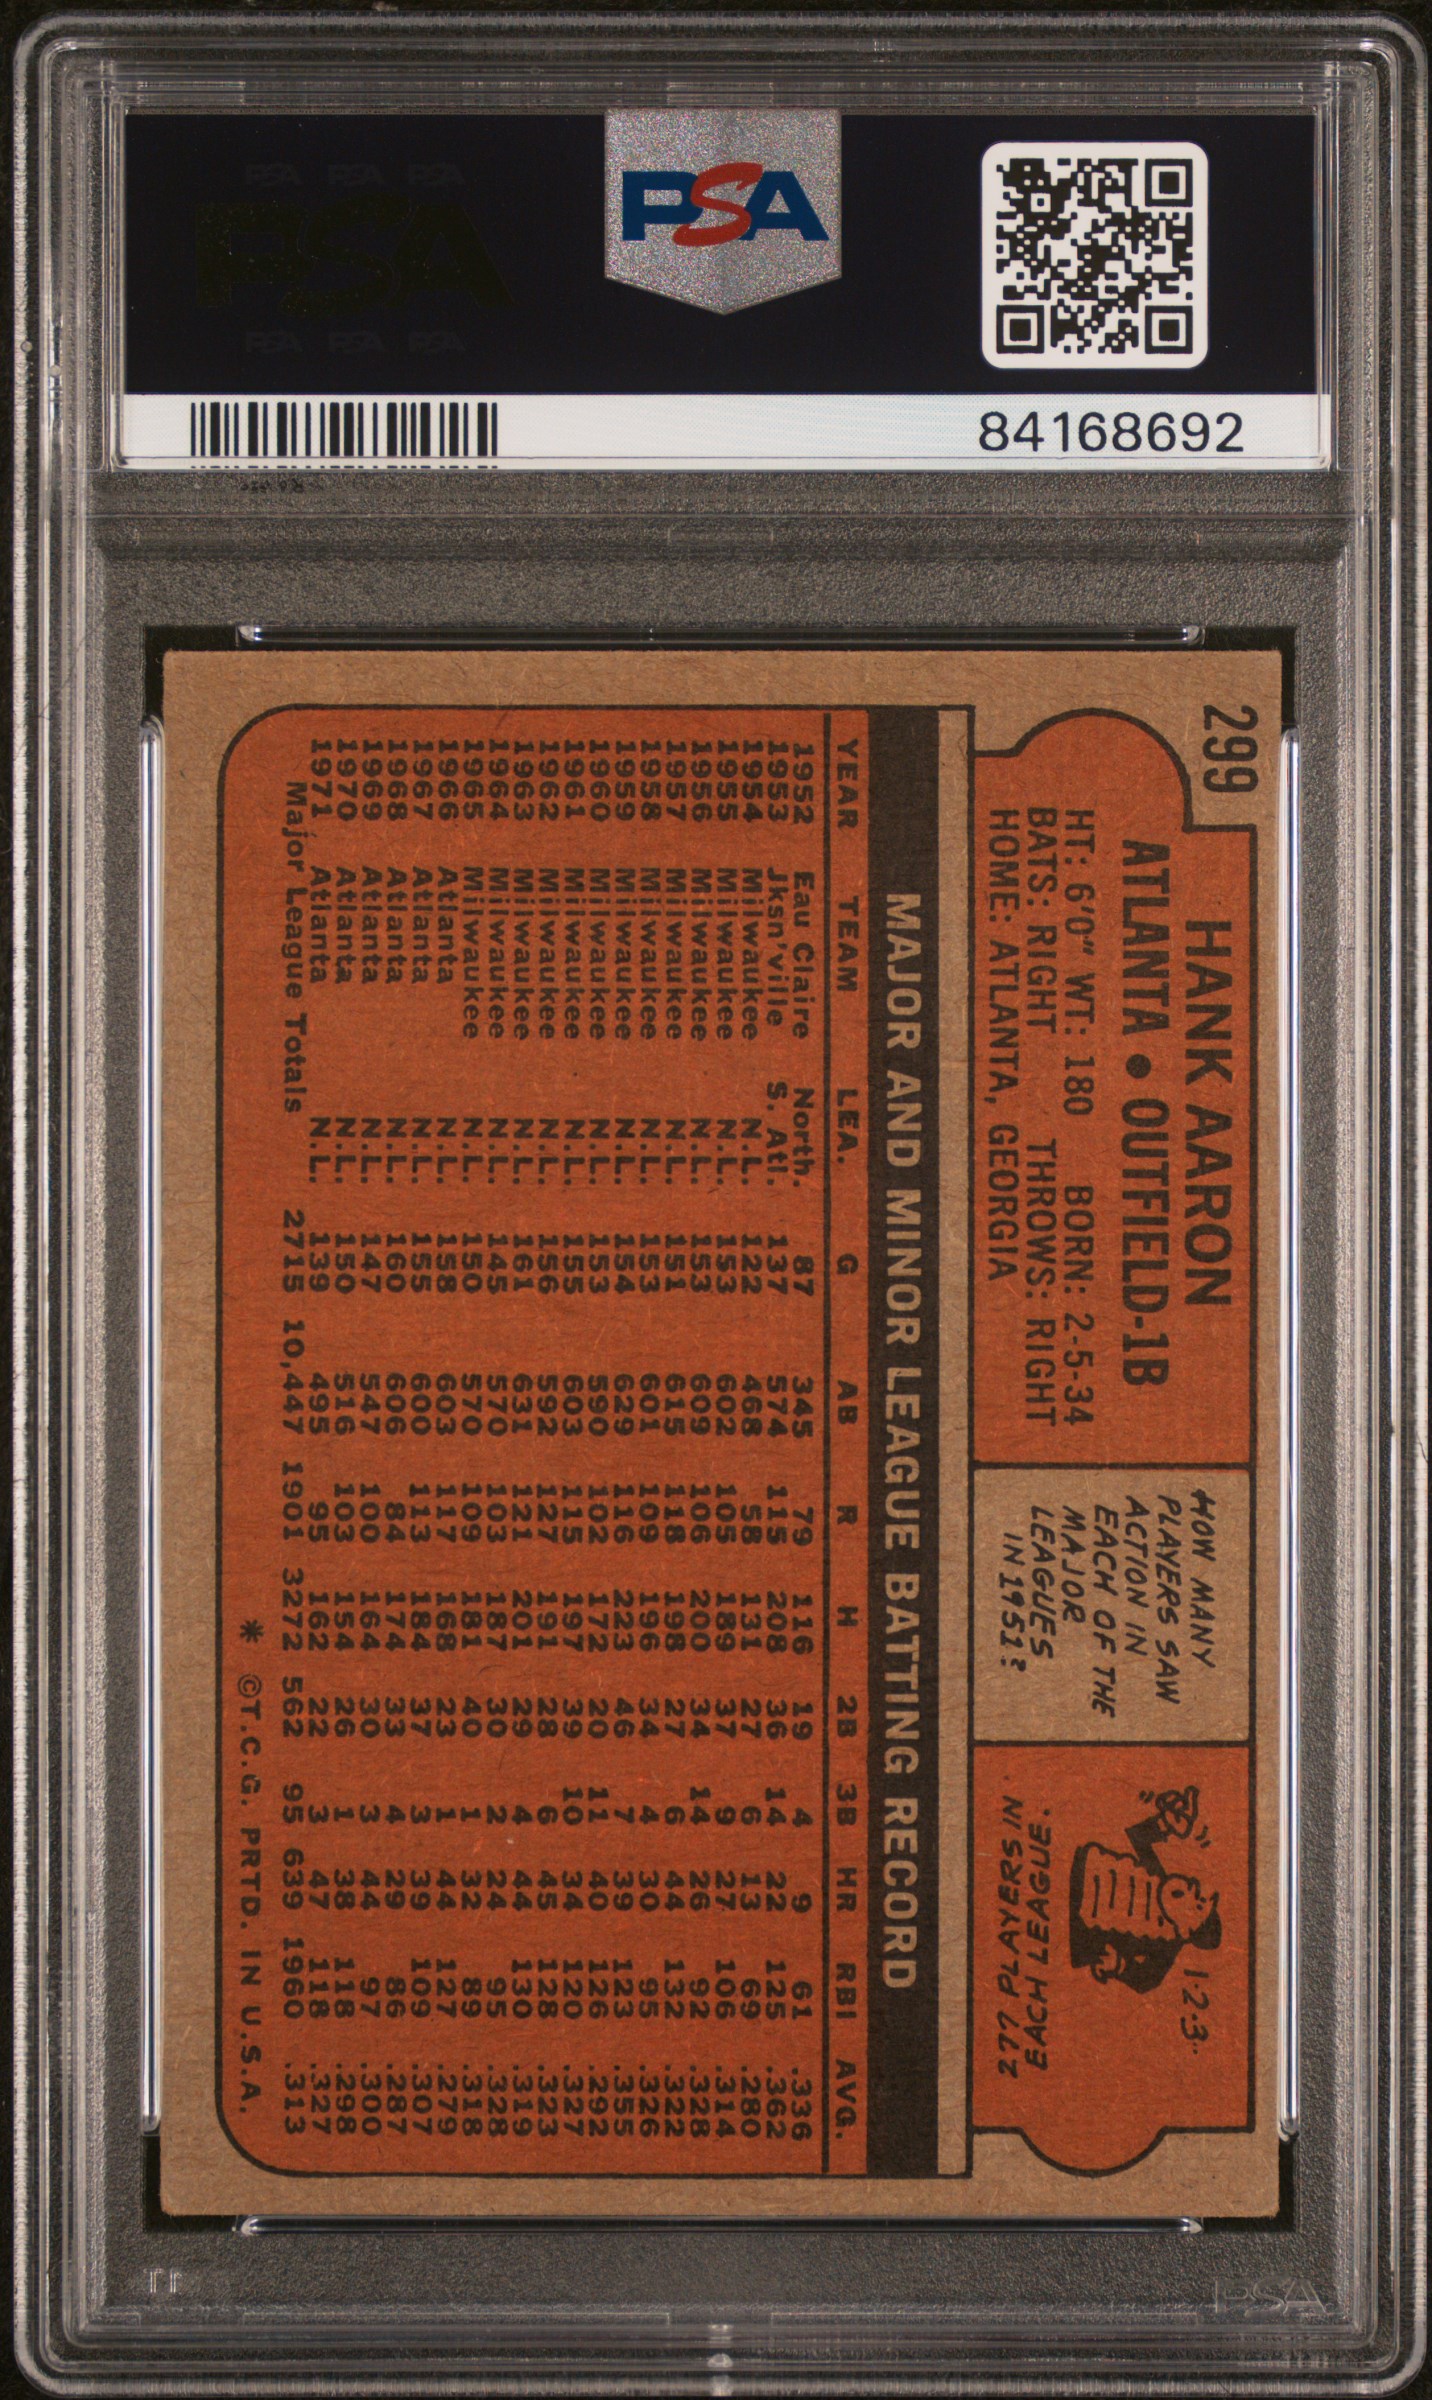 PSA
PSA PSA PSA
PSA
PSA PSA PSA
84168692
299
HANK AARON
ATLANTA • OUTFIELD-1B
HT: 6'0" WT: 180 BORN: 2-5-34
BATS: RIGHT THROWS: RIGHT
HOME: ATLANTA, GEORGIA
HOW MANY
PLAYERS SAW
ACTION IN
EACH OF THE
MAJOR
LEAGUES
IN 1951?
1-2-3..
277 PLAYERS IN
EACH LEAGUE.
MAJOR AND MINOR LEAGUE BATTING RECORD
YEAR TEAM LEA. G AB R H 2B 3B HR RBI AVG.
1952 Eau Claire North. 87 345 79 116 19 4 9 61 .336
1953 Jksn'ville S. Atl. 137 574 115 208 36 14 22 125 .362
1954 Milwaukee N.L. 122 468 58 131 27 6 13 69 .280
1955 Milwaukee N.L. 153 602 105 189 37 9 27 106 .314
1956 Milwaukee N.L. 153 609 106 200 34 14 26 92 .328
1957 Milwaukee N.L. 151 615 118 198 27 6 44 132 .322
1958 Milwaukee N.L. 153 601 109 196 34 4 30 95 .326
1959 Milwaukee N.L. 154 629 116 223 46 7 39 123 .355
1960 Milwaukee N.L. 153 590 102 172 20 11 40 126 .292
1961 Milwaukee N.L. 155 603 115 197 39 10 34 120 .327
1962 Milwaukee N.L. 156 592 127 191 28 6 45 128 .323
1963 Milwaukee N.L. 161 631 121 201 29 4 44 130 .319
1964 Milwaukee N.L. 145 570 103 187 30 2 24 95 .328
1965 Milwaukee N.L. 150 570 109 181 40 1 32 89 .318
1966 Atlanta N.L. 158 603 117 168 23 1 44 127 .279
1967 Atlanta N.L. 155 600 113 184 37 3 39 109 .307
1968 Atlanta N.L. 160 606 84 174 33 4 29 86 .287
1969 Atlanta N.L. 147 547 100 164 30 3 44 97 .300
1970 Atlanta N.L. 150 516 103 154 26 1 38 118 .298
1971 Atlanta N.L. 139 495 95 162 22 3 47 118 .327
Major League Totals 2715 10,447 1901 3272 562 95 639 1960 .313
* ©T.C.G. PRTD. IN U.S.A.
PSA